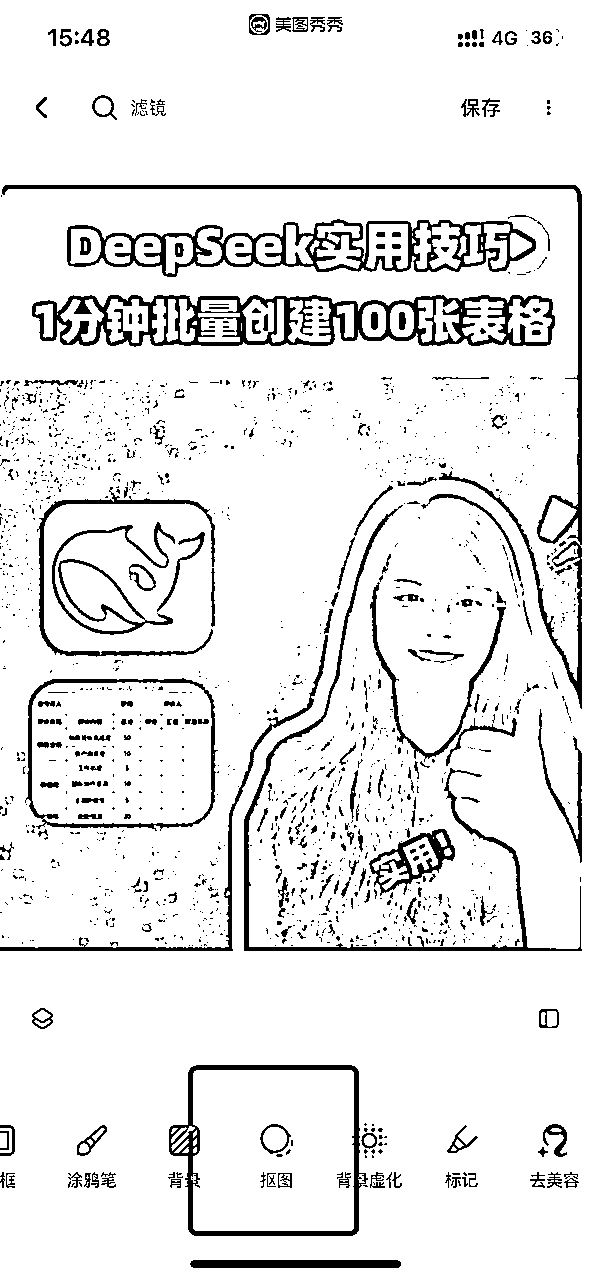 美图秀秀
15:48
4G 36
滤镜
保存
DeepSeek实用技巧
1分钟批量创建100张表格
实用!
框
涂鸦笔
背景
抠图
背景虚化
标记
去美容